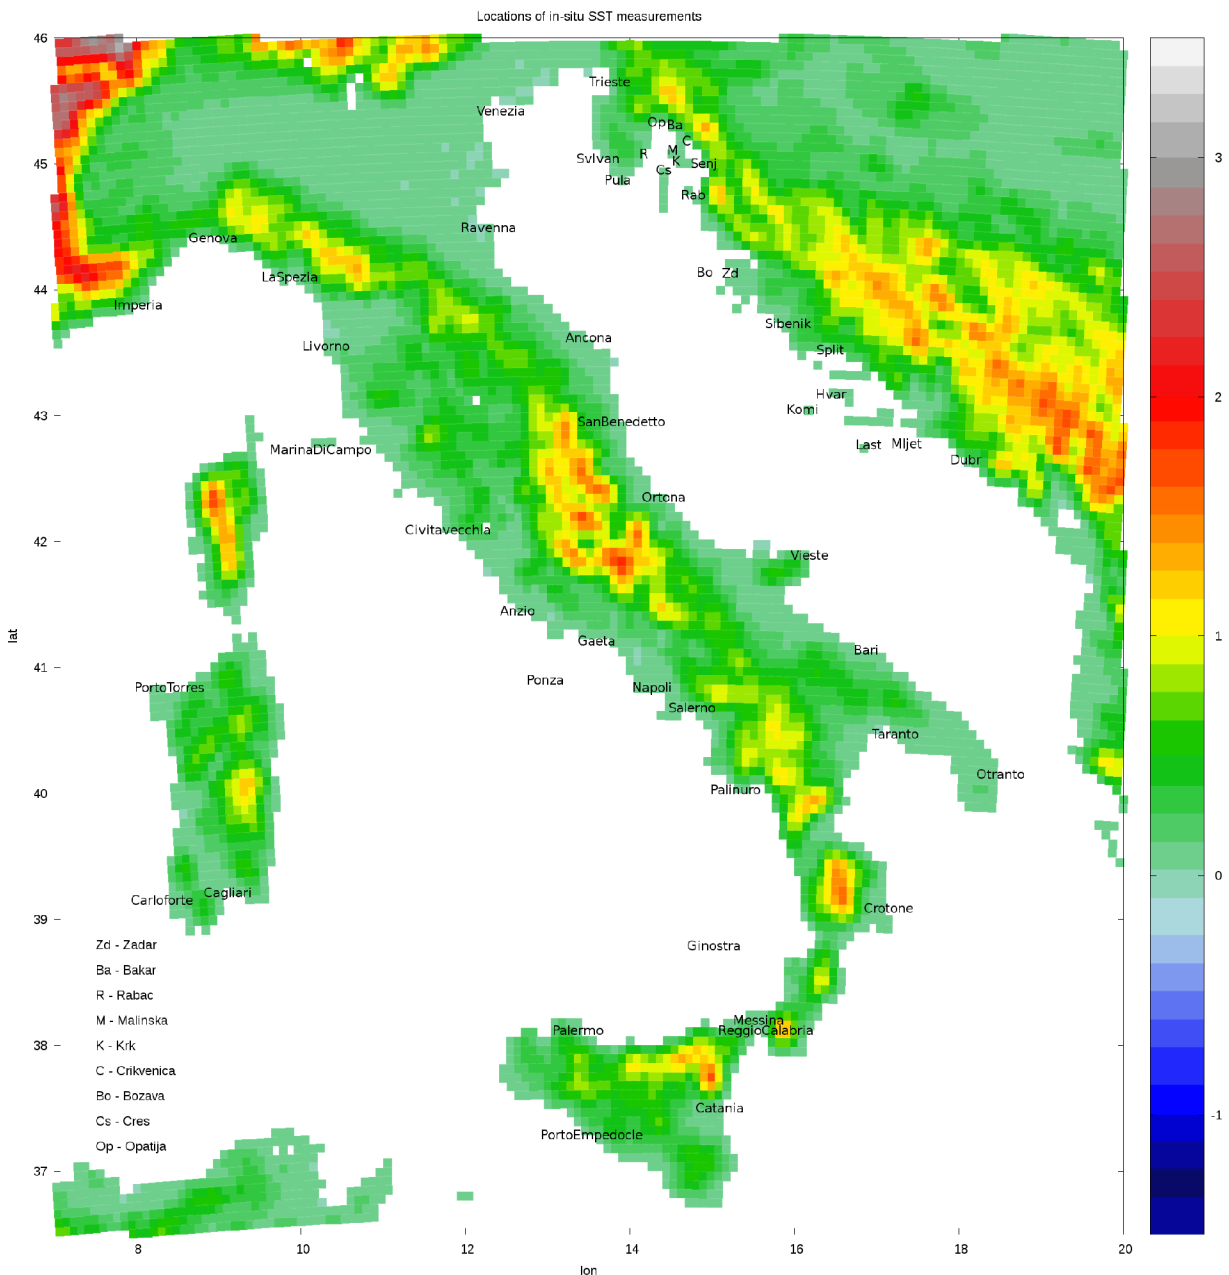 Locations of in-situ SST measurements
46
Trieste
Venezia
Op
Ba
C
M
R
45
SvIvan
K
Senj
Cs
Pula
Rab
Ravenna
Genova
Bo
Zd
LaSpezia
44
Imperia
Sibenik
Ancona
Livorno
Split
Hvar
Komi
43
SanBenedetto
MarinaDiCampo
Last
Mljet
Dubr
Ortona
Civitavecchia
42
Vieste
Anzio
Gaeta
Bari
41
Ponza
PortoTorres
Napoli
Salerno
Taranto
Otranto
40
Palinuro
Cagliari
Carloforte
Crotone
39
Zd - Zadar
Ginostra
Ba - Bakar
R - Rabac
M - Malinska
Messina
Palermo
ReggioCalabria
38
K - Krk
C - Crikvenica
Bo - Bozava
Catania
Cs - Cres
PortoEmpedocle
Op - Opatija
37
8
10
12
14
16
18
20
lon
lat
3
2
1
0
-1